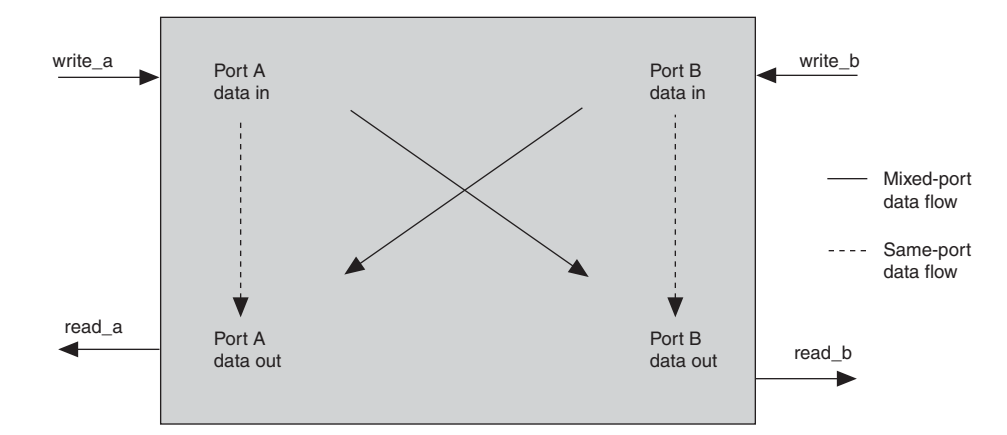 write_a
Port A
data in
Port B
data in
write_b
Mixed-port
data flow
Same-port
data flow
read_a
Port A
data out
Port B
data out
read_b